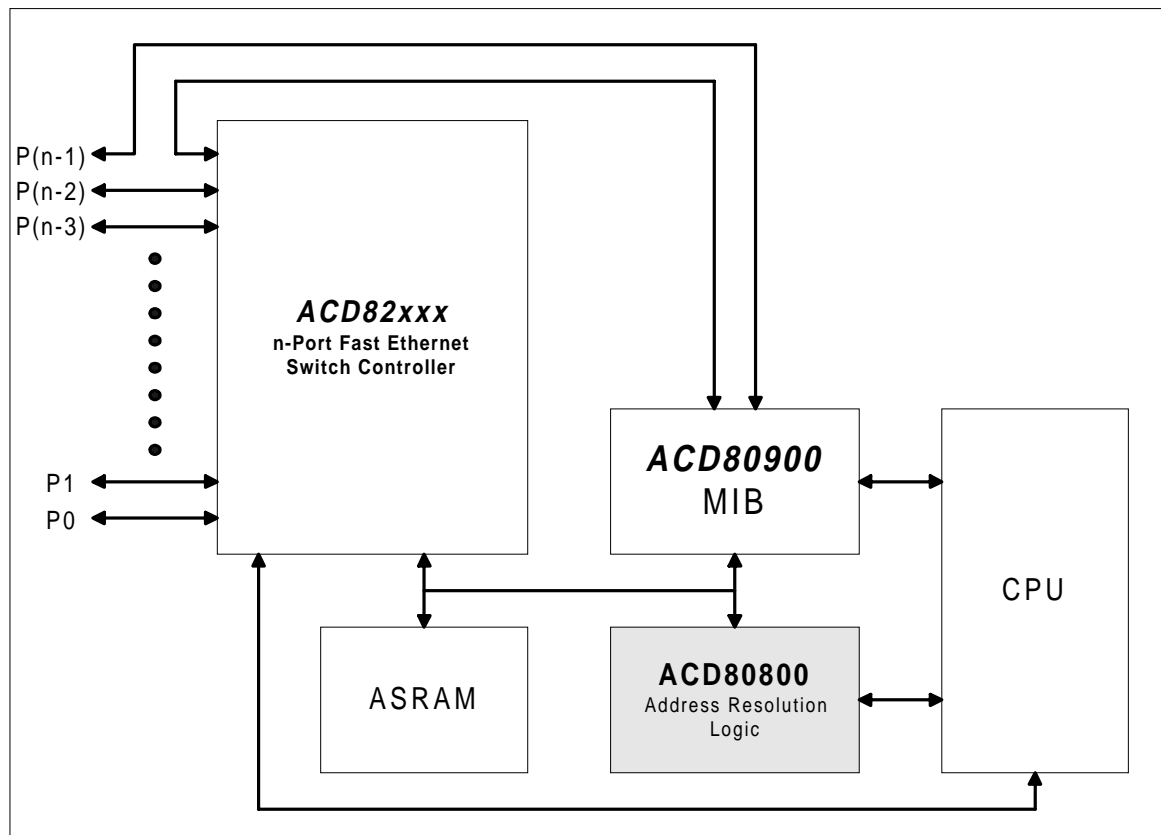 P(n-1)
P(n-2)
P(n-3)
P1
P0
ACD82xxx
n-Port Fast Ethernet
Switch Controller
ACD80900
MIB
CPU
ASRAM
ACD80800
Address Resolution
Logic